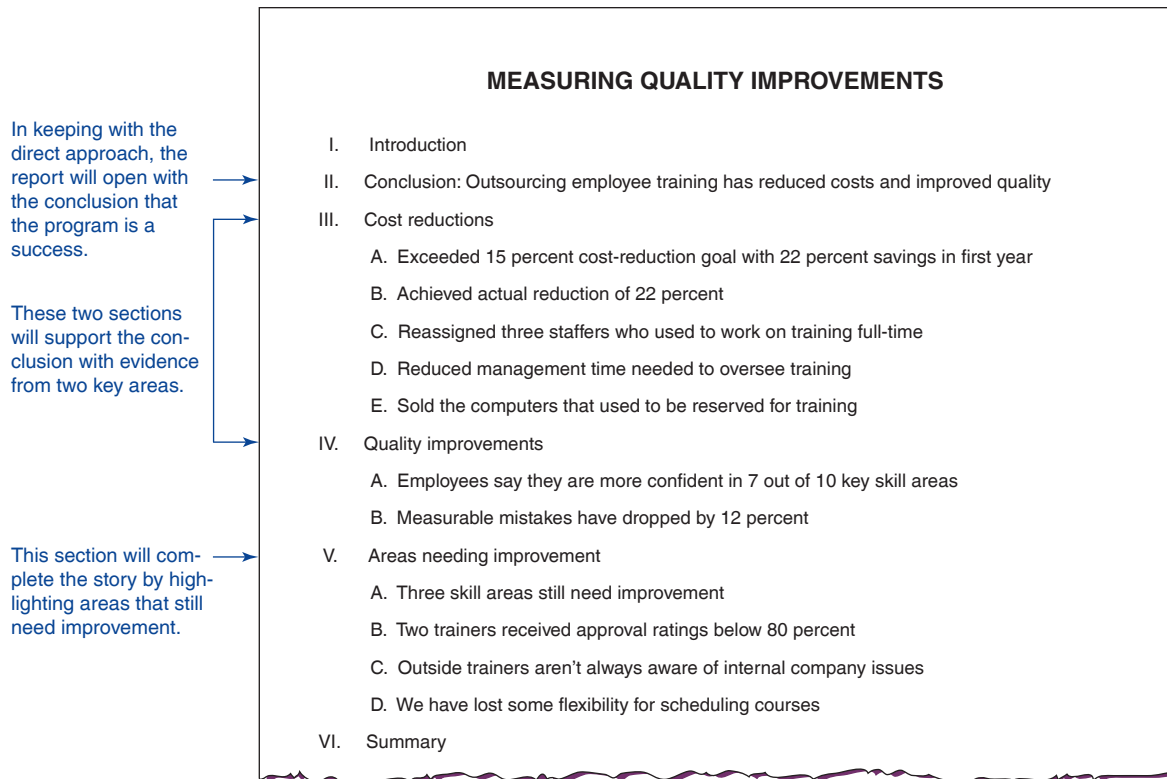 MEASURING QUALITY IMPROVEMENTS
In keeping with the
direct approach, the
report will open with
the conclusion that
the program is a
success.
These two sections
will support the con-
clusion with evidence
from two key areas.
This section will com-
plete the story by high-
lighting areas that still
need improvement.
I. Introduction
II. Conclusion: Outsourcing employee training has reduced costs and improved quality
III. Cost reductions
A. Exceeded 15 percent cost-reduction goal with 22 percent savings in first year
B. Achieved actual reduction of 22 percent
C. Reassigned three staffers who used to work on training full-time
D. Reduced management time needed to oversee training
E. Sold the computers that used to be reserved for training
IV. Quality improvements
A. Employees say they are more confident in 7 out of 10 key skill areas
B. Measurable mistakes have dropped by 12 percent
V. Areas needing improvement
A. Three skill areas still need improvement
B. Two trainers received approval ratings below 80 percent
C. Outside trainers aren't always aware of internal company issues
D. We have lost some flexibility for scheduling courses
VI. Summary